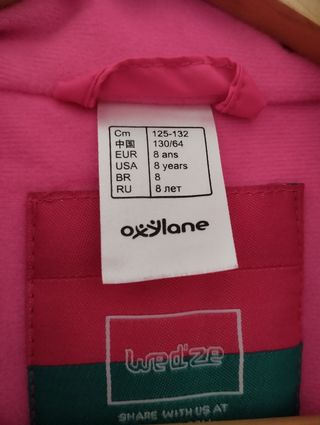 Cm 125-132
中国 130/64
EUR 8 ans
USA 8 years
BR 8
RU 8 лет
oxylane
wed'ze
SHARE WITH US AT